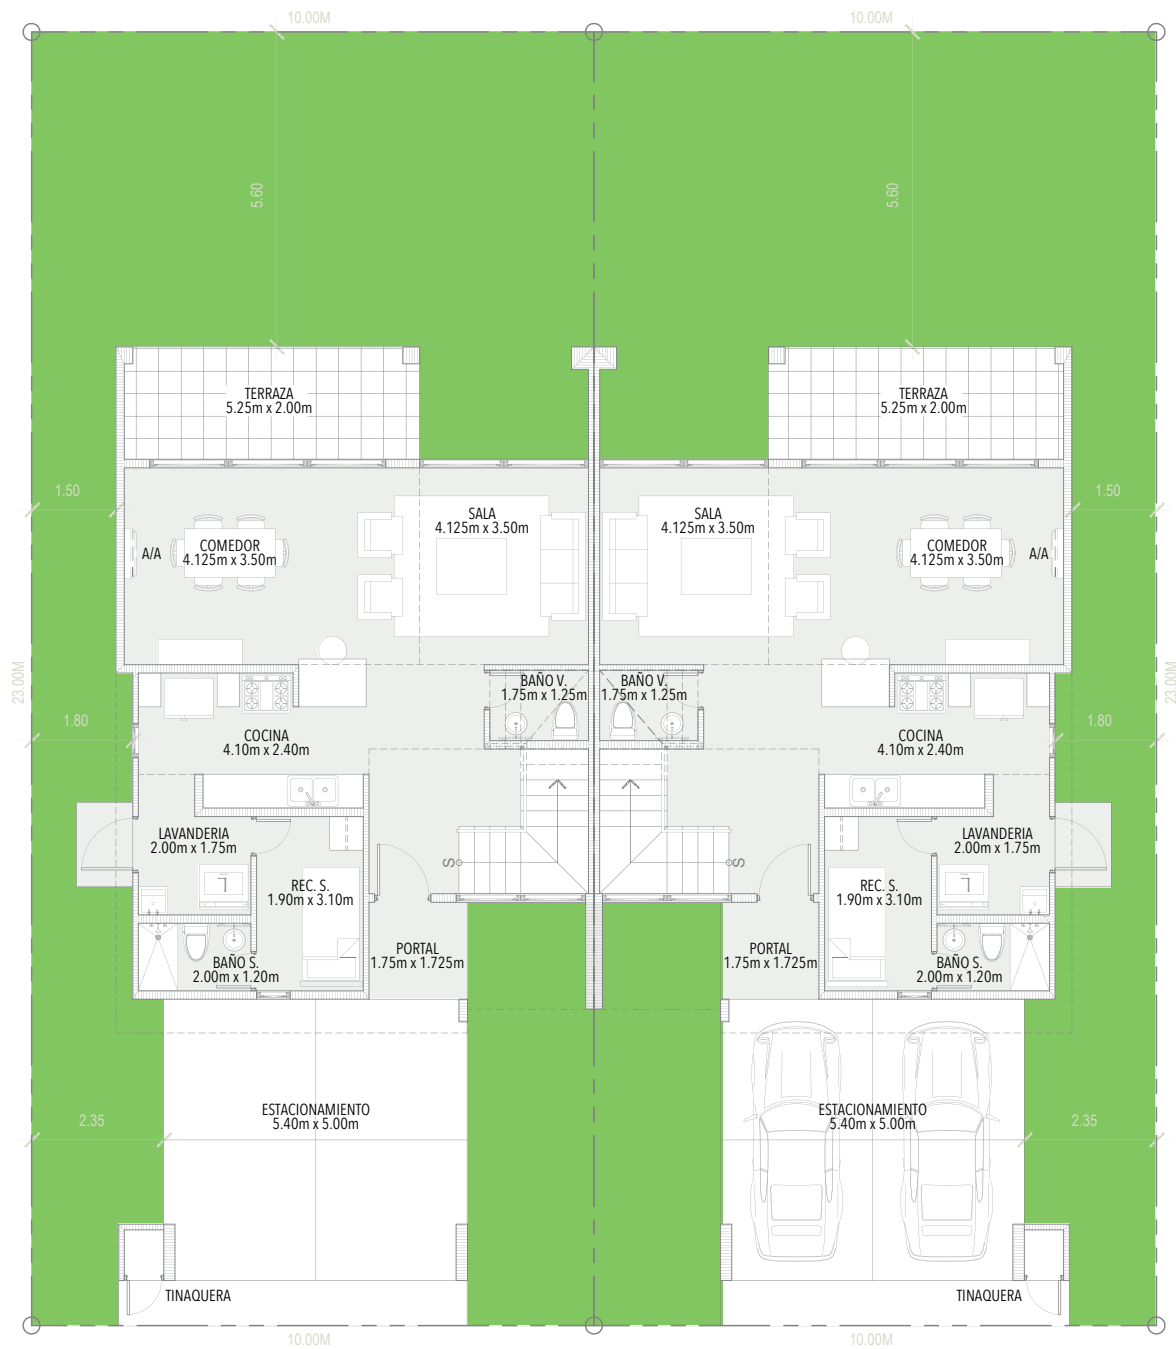 10.00M
10.00M
5.60
5.60
TERRAZA
5.25m x 2.00m
TERRAZA
5.25m x 2.00m
1.50
1.50
SALA
4.125m x 3.50m
SALA
4.125m x 3.50m
A/A
COMEDOR
4.125m x 3.50m
COMEDOR
4.125m x 3.50m
A/A
23.00M
23.00M
BAÑO V.
1.75m x 1.25m
BAÑO V.
1.75m x 1.25m
1.80
1.80
COCINA
4.10m x 2.40m
COCINA
4.10m x 2.40m
LAVANDERIA
2.00m x 1.75m
LAVANDERIA
2.00m x 1.75m
S
S
REC. S.
1.90m x 3.10m
REC. S.
1.90m x 3.10m
PORTAL
1.75m x 1.725m
PORTAL
1.75m x 1.725m
BAÑO S.
2.00m x 1.20m
BAÑO S.
2.00m x 1.20m
ESTACIONAMIENTO
5.40m x 5.00m
ESTACIONAMIENTO
5.40m x 5.00m
2.35
2.35
TINAQUERA
TINAQUERA
10.00M
10.00M